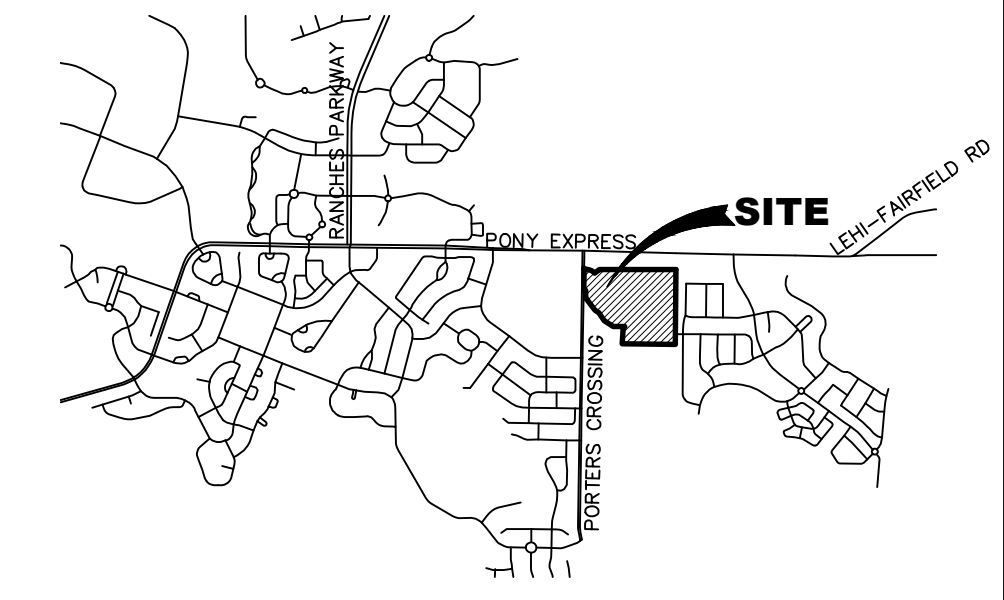 RANCHES PARKWAY
SITE
LEHI-FAIRFIELD RD
PONY EXPRESS
PORTERS CROSSING